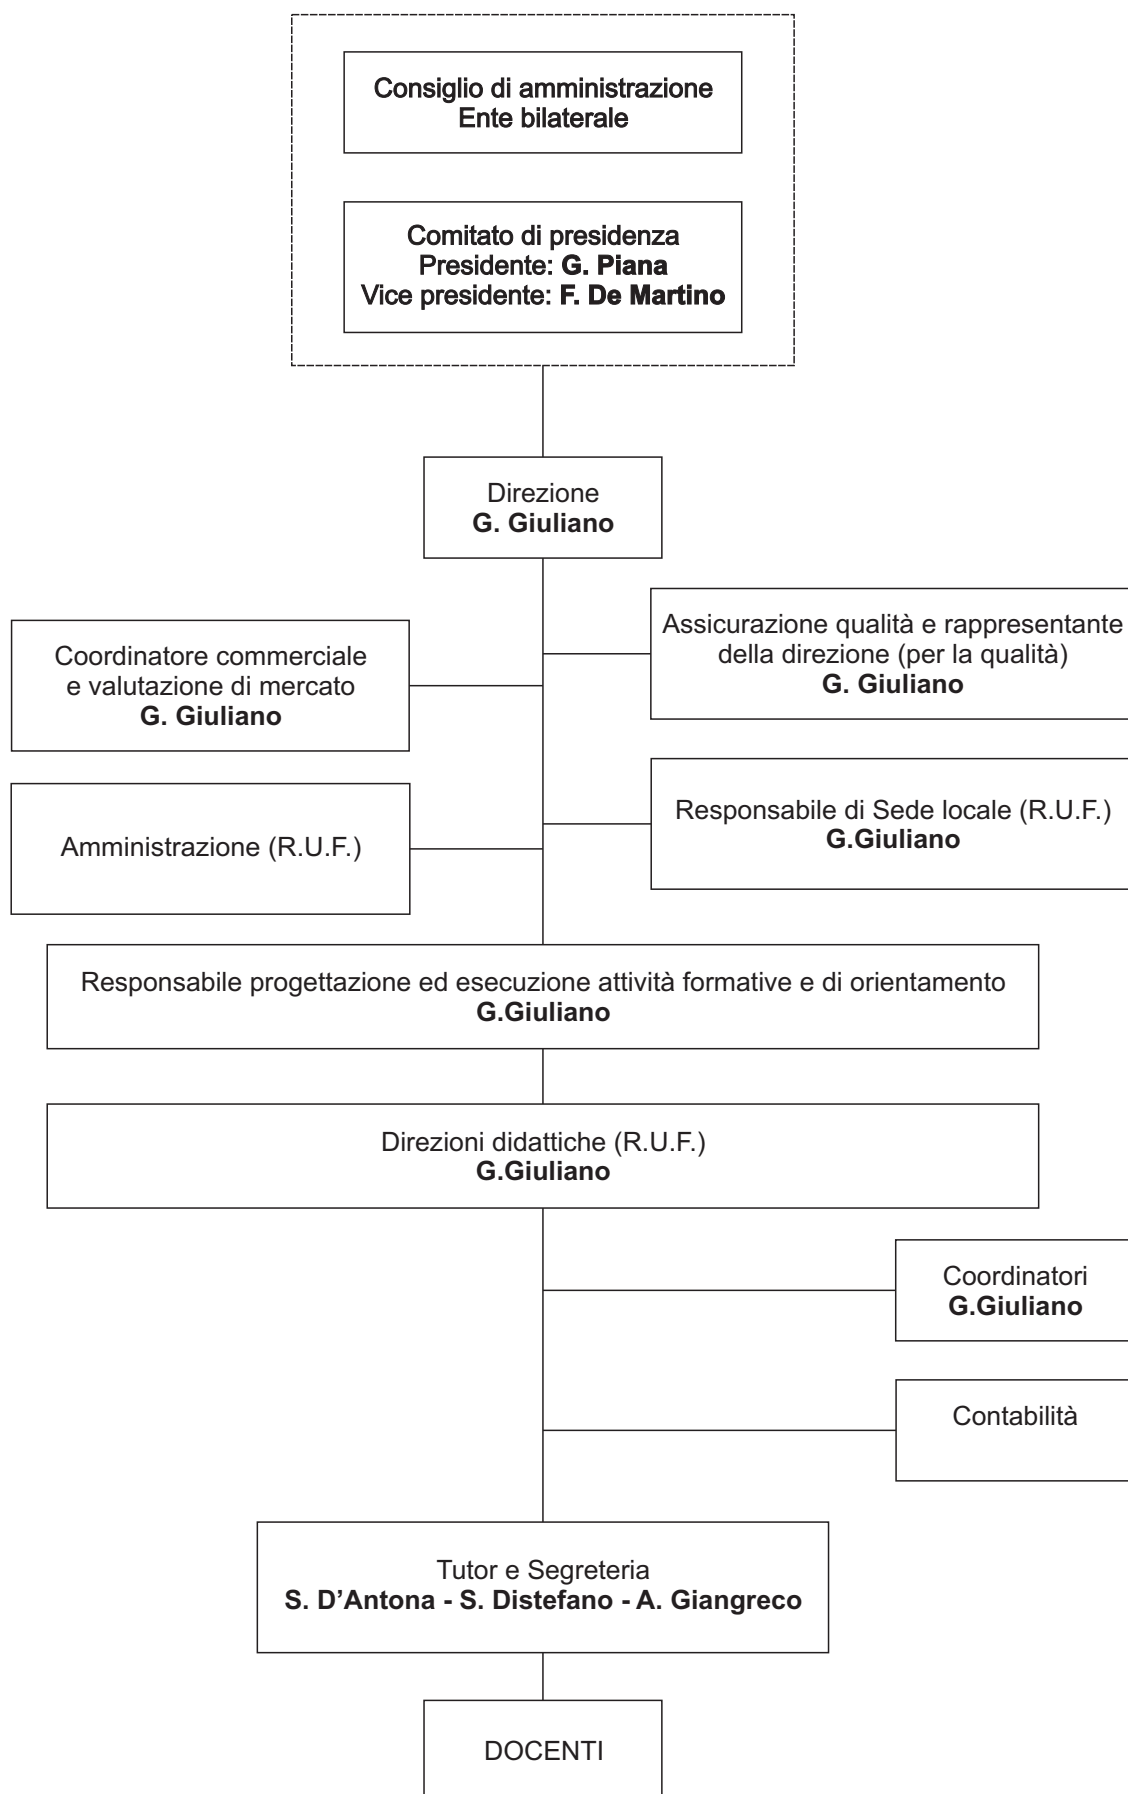 Consiglio di amministrazione
Ente bilaterale
Comitato di presidenza
Presidente: G. Piana
Vice presidente: F. De Martino
Direzione
G. Giuliano
Coordinatore commerciale
e valutazione di mercato
G. Giuliano
Assicurazione qualità e rappresentante
della direzione (per la qualità)
G. Giuliano
Amministrazione (R.U.F.)
Responsabile di Sede locale (R.U.F.)
G.Giuliano
Responsabile progettazione ed esecuzione attività formative e di orientamento
G.Giuliano
Direzioni didattiche (R.U.F.)
G.Giuliano
Coordinatori
G.Giuliano
Contabilità
Tutor e Segreteria
S. D’Antona - S. Distefano - A. Giangreco
DOCENTI